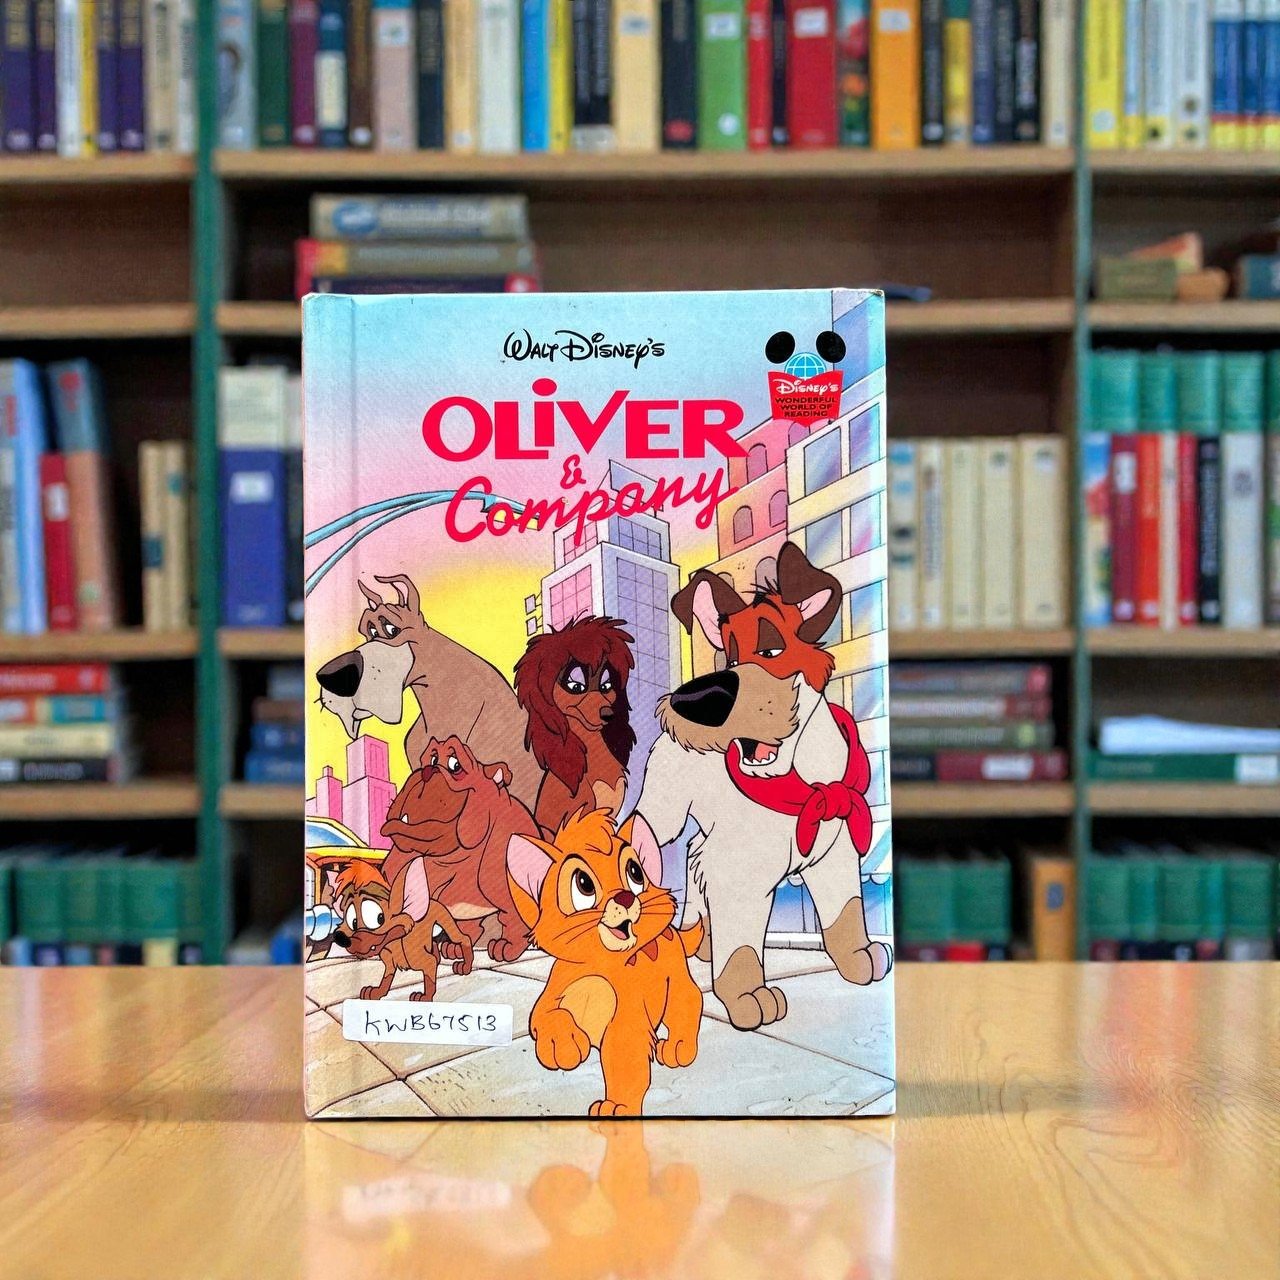 WALT DISNEY'S
OLiVER
&
Company
DISNEY'S
WONDERFUL
WORLD OF
READING
KWB67513